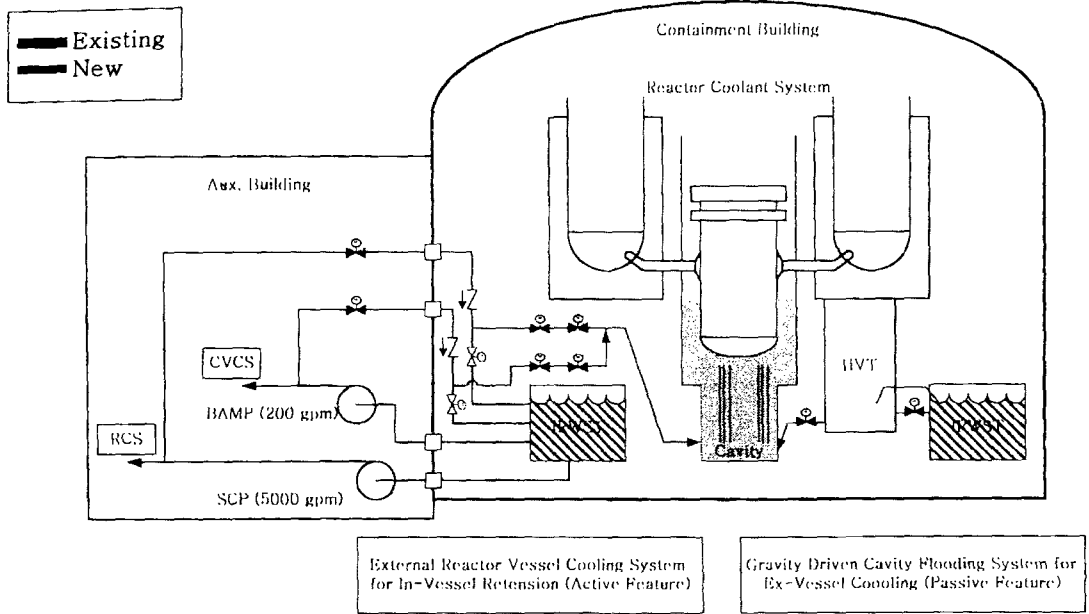 Existing
New
Containment Building
Reactor Coolant System
Aux. Building
CVCS
BAMP (200 gpm)
RCS
SCP (5000 gpm)
HVT
Cavity
External Reactor Vessel Cooling System
for In-Vessel Retension (Active Feature)
Gravity Driven Cavity Flooding System for
Ex-Vessel Coooling (Passive Feature)